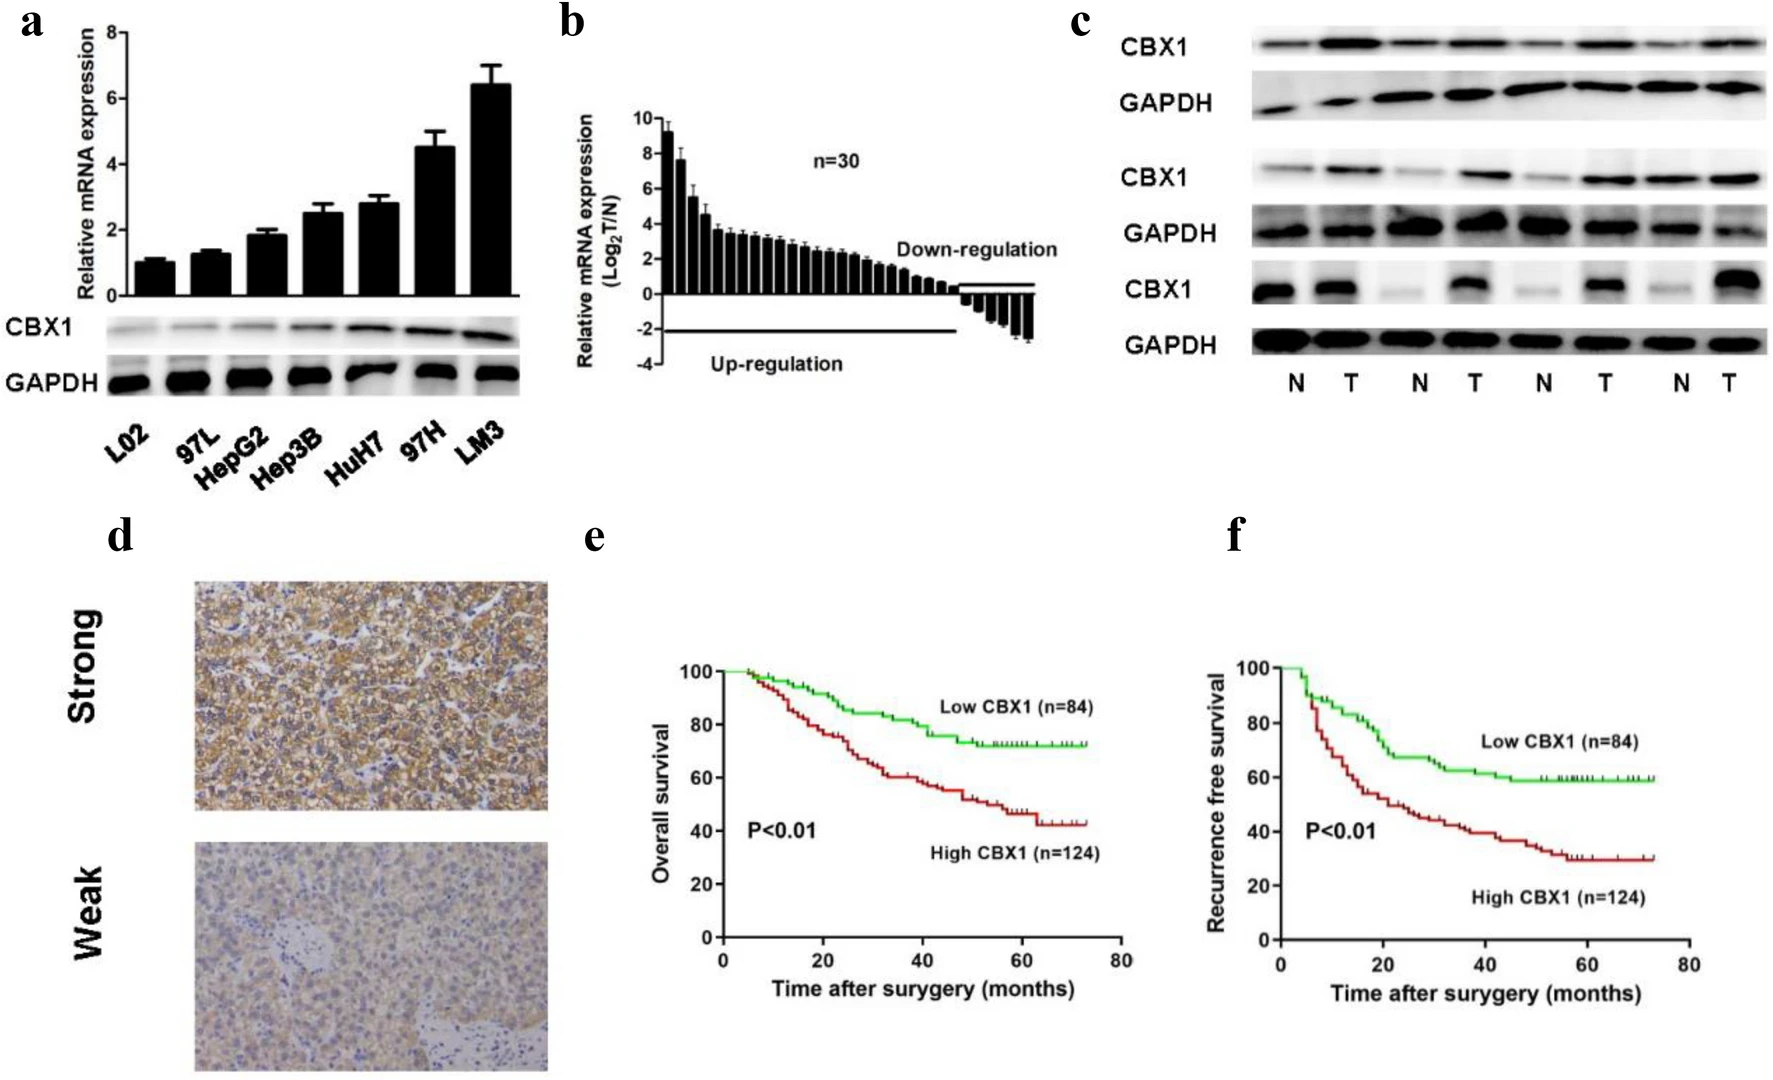 a
Relative mRNA expression
8
6
4
2
0
CBX1
GAPDH
L02
97L
HepG2
Hep3B
HuH7
97H
LM3
b
Relative mRNA expression
(Log2T/N)
10
8
6
4
2
0
-2
-4
n=30
Down-regulation
Up-regulation
c
CBX1
GAPDH
CBX1
GAPDH
CBX1
GAPDH
N T N T N T N T
d
Strong
Weak
e
Overall survival
100
80
60
40
20
0
Low CBX1 (n=84)
P<0.01
High CBX1 (n=124)
0 20 40 60 80
Time after surygery (months)
f
Recurrence free survival
100
80
60
40
20
0
Low CBX1 (n=84)
P<0.01
High CBX1 (n=124)
0 20 40 60 80
Time after surygery (months)